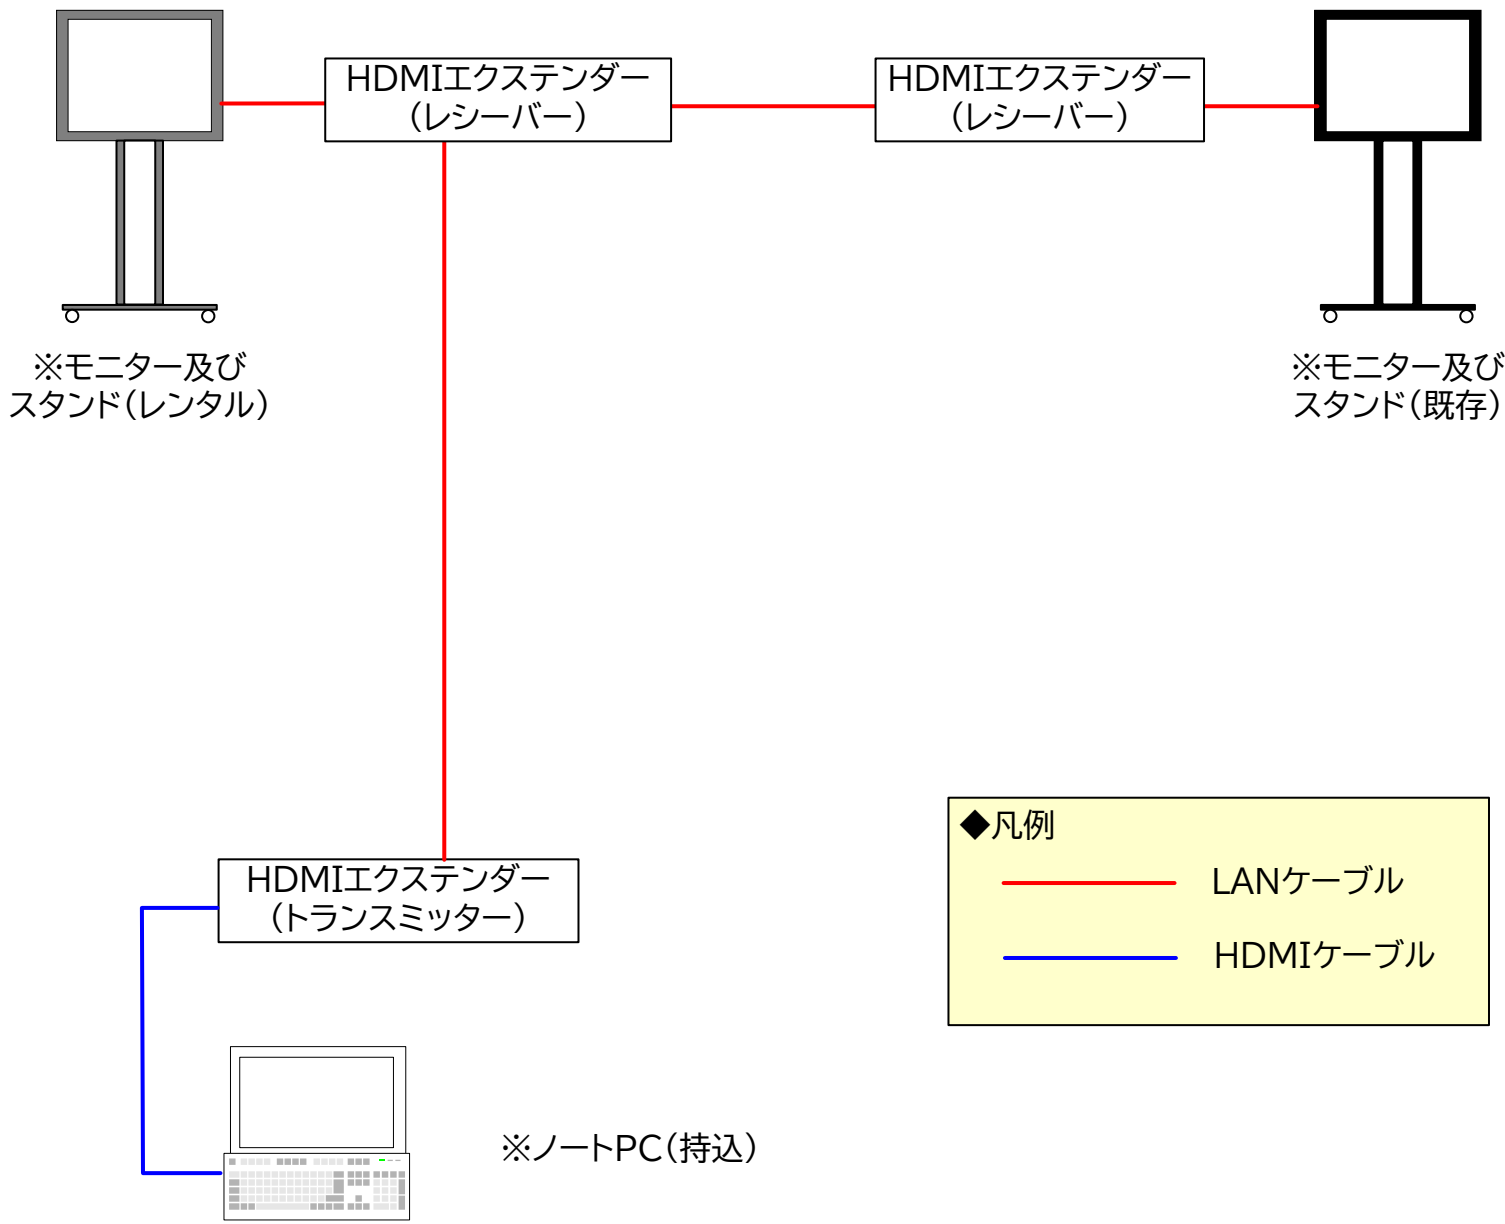 HDMIエクステンダー
(レシーバー)
HDMIエクステンダー
(レシーバー)
※モニター及び
スタンド(レンタル)
※モニター及び
スタンド(既存)
HDMIエクステンダー
(トランスミッター)
◆凡例
LANケーブル
HDMIケーブル
※ノートPC(持込)